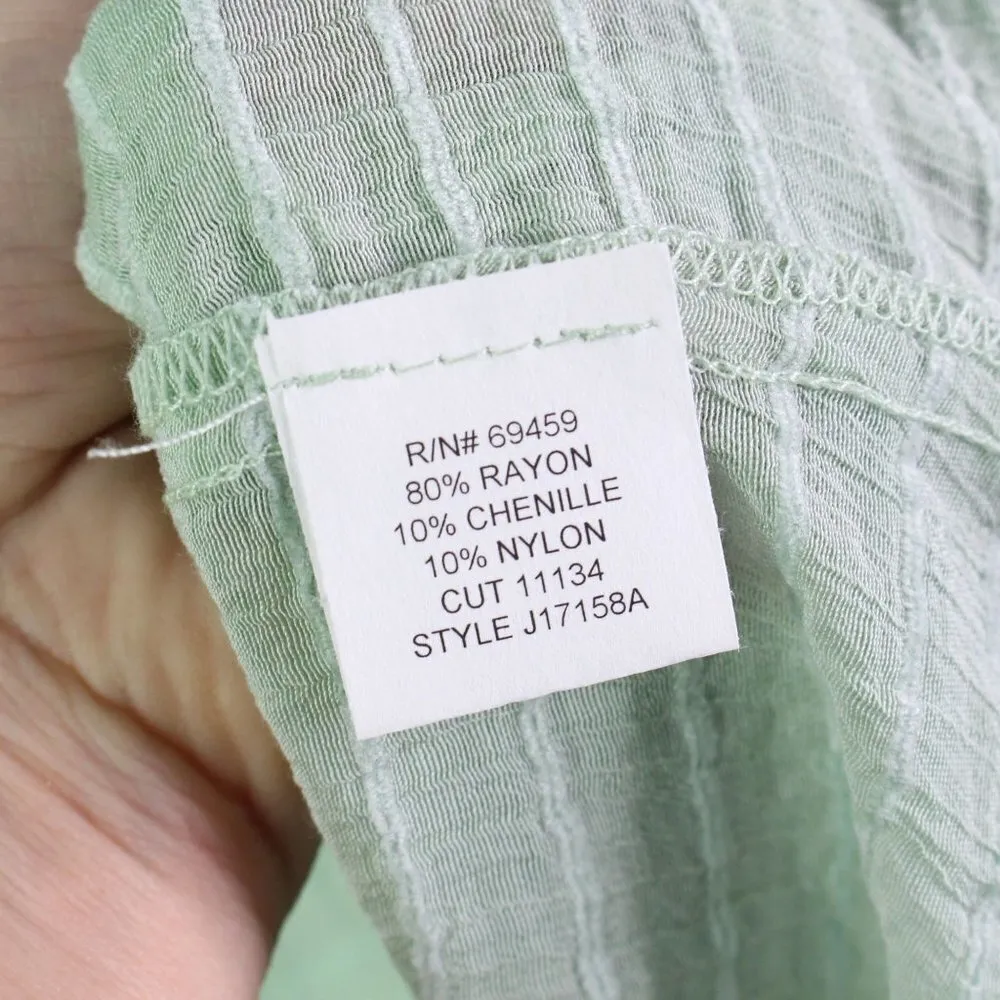 R/N# 69459
80% RAYON
10% CHENILLE
10% NYLON
CUT 11134
STYLE J17158A